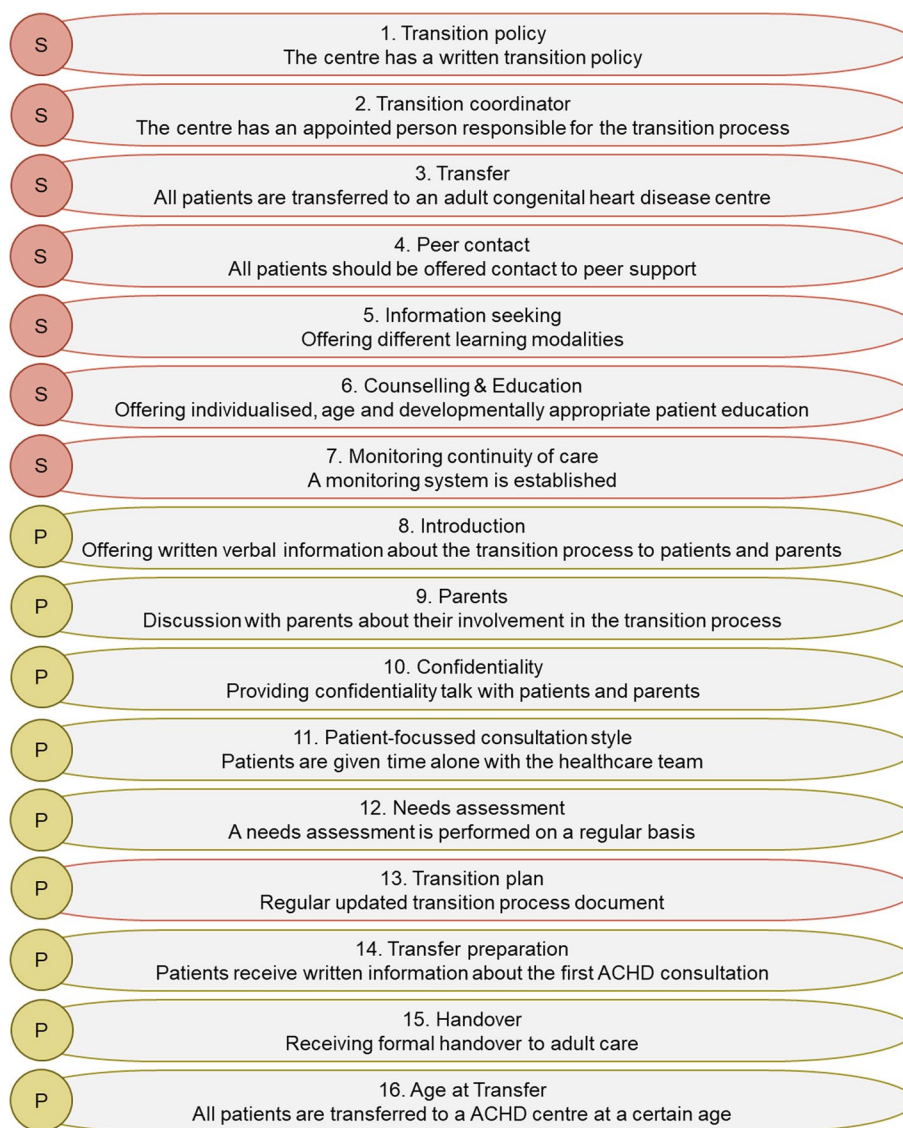 S
1. Transition policy
The centre has a written transition policy
S
2. Transition coordinator
The centre has an appointed person responsible for the transition process
S
3. Transfer
All patients are transferred to an adult congenital heart disease centre
S
4. Peer contact
All patients should be offered contact to peer support
S
5. Information seeking
Offering different learning modalities
S
6. Counselling & Education
Offering individualised, age and developmentally appropriate patient education
S
7. Monitoring continuity of care
A monitoring system is established
P
8. Introduction
Offering written verbal information about the transition process to patients and parents
P
9. Parents
Discussion with parents about their involvement in the transition process
P
10. Confidentiality
Providing confidentiality talk with patients and parents
P
11. Patient-focussed consultation style
Patients are given time alone with the healthcare team
P
12. Needs assessment
A needs assessment is performed on a regular basis
P
13. Transition plan
Regular updated transition process document
P
14. Transfer preparation
Patients receive written information about the first ACHD consultation
P
15. Handover
Receiving formal handover to adult care
P
16. Age at Transfer
All patients are transferred to a ACHD centre at a certain age